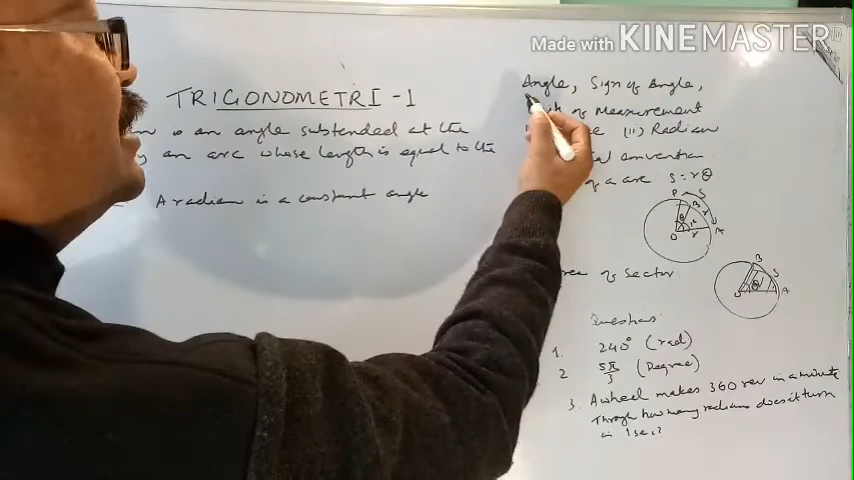 Made with KINEMASTER
TRIGONOMETRI - 1
is an angle subtended at the
an arc whose length is equal to the
A radian is a constant angle
Angle, Sign of Angle,
of Measurement
(ii) Radian
convention
of a arc S = rθ
P S
B
θ
r
O r A
of Sector
B
S
θ
O A
Questions:
1. 240° (rad)
2 5π/3 (Degree)
3. A wheel makes 360 rev in a minute
Through how many radians does it turn
in 1 sec?